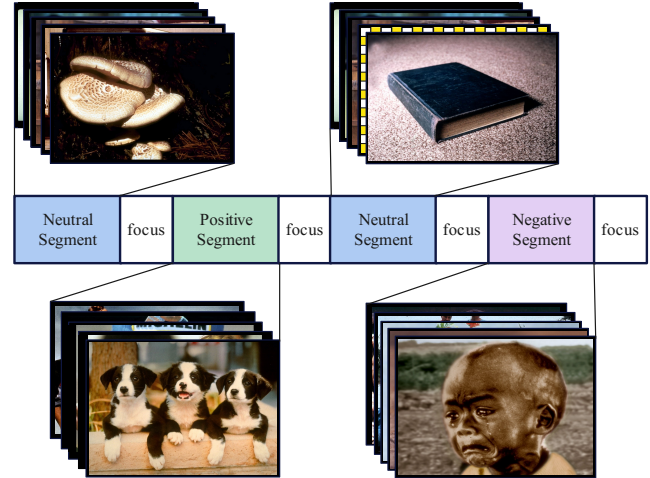 Neutral
Segment
focus
Positive
Segment
focus
Neutral
Segment
focus
Negative
Segment
focus